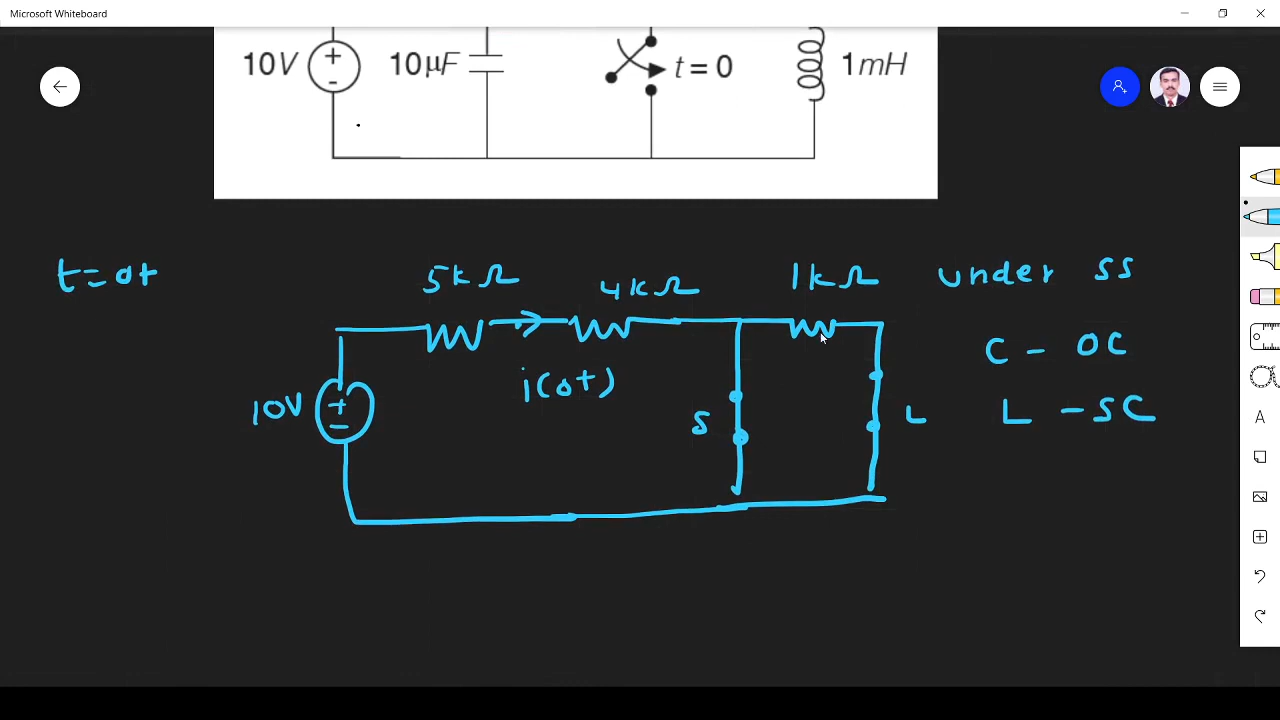 Microsoft Whiteboard
10V
10μF
t = 0
1mH
t=0+
5kΩ
4kΩ
1kΩ
under SS
i(0+)
C - OC
10V
S
L
L - SC
A